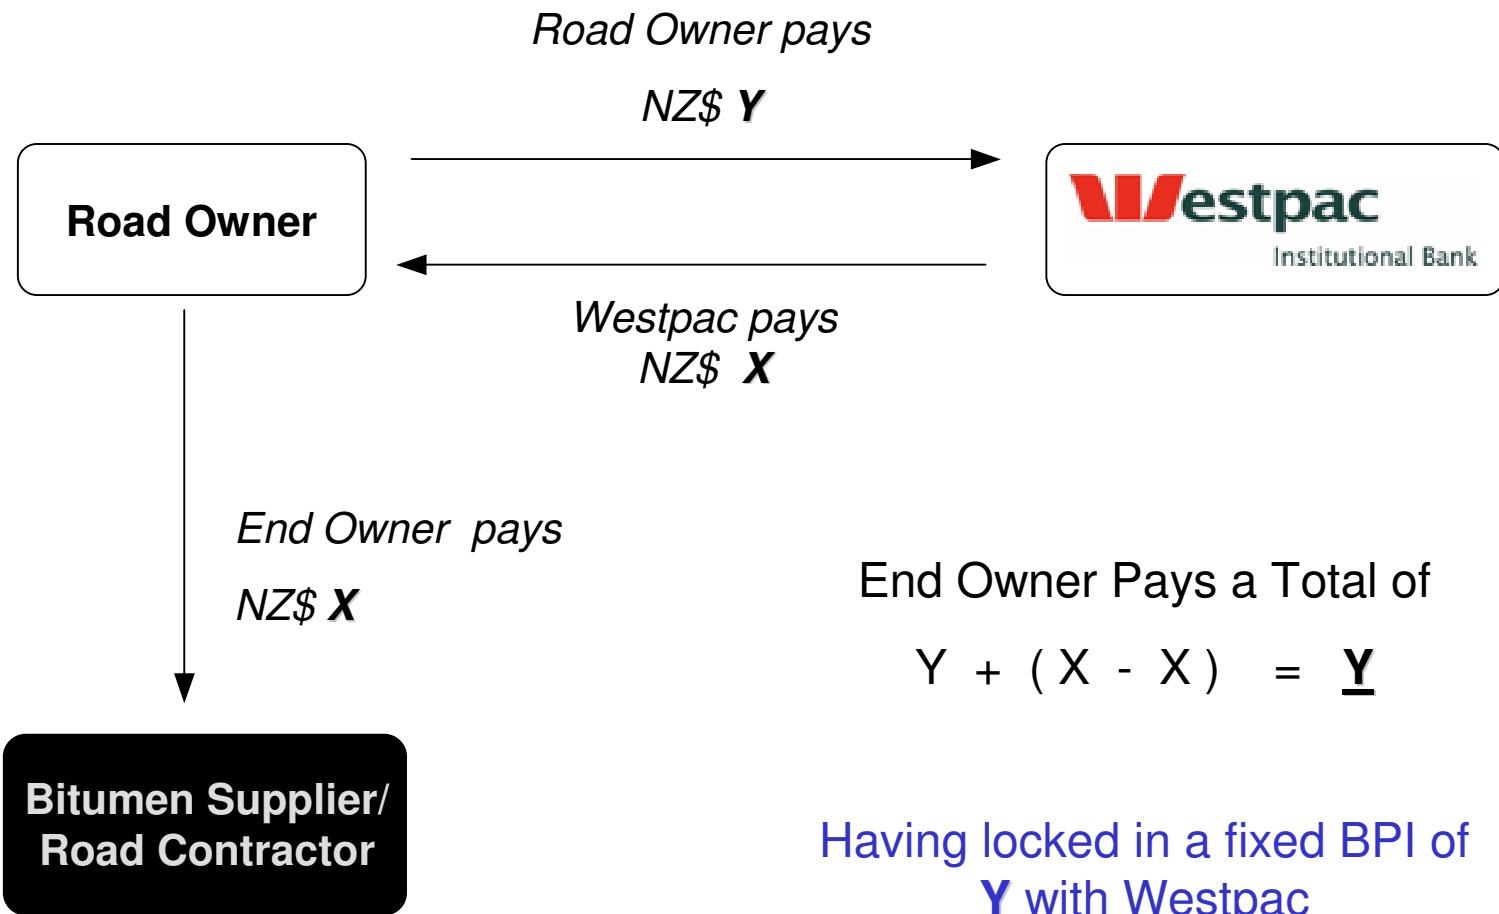 Road Owner pays
NZ$ Y
Road Owner
Westpac
Institutional Bank
Westpac pays
NZ$ X
End Owner pays
NZ$ X
End Owner Pays a Total of
Y + ( X - X ) = Y
Bitumen Supplier/
Road Contractor
Having locked in a fixed BPI of
Y with Westpac